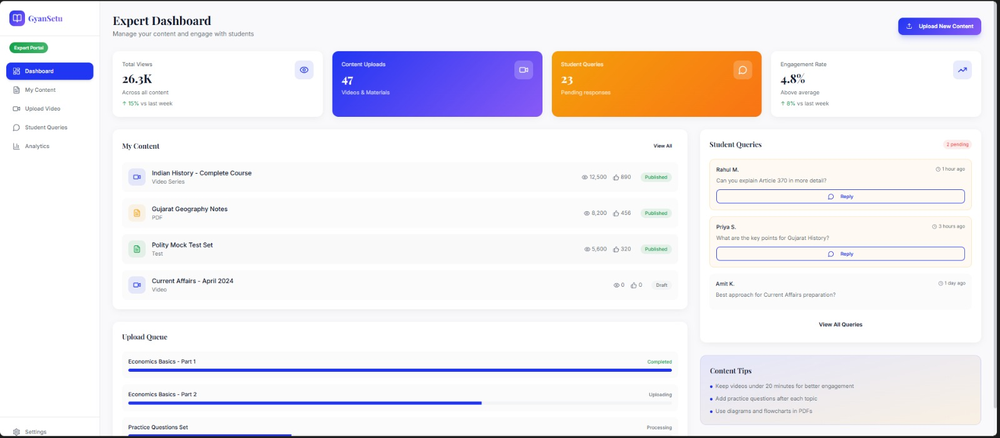 GyanSetu
Expert Portal
Dashboard
My Content
Upload Video
Student Queries
Analytics
Settings
Expert Dashboard
Manage your content and engage with students
Upload New Content
Total Views
26.3K
Across all content
↑ 15% vs last week
Content Uploads
47
Videos & Materials
Student Queries
23
Pending responses
Engagement Rate
4.8%
Above average
↑ 8% vs last week
My Content
View All
Indian History - Complete Course
Video Series
12,500 890 Published
Gujarat Geography Notes
PDF
8,200 456 Published
Polity Mock Test Set
Test
5,600 320 Published
Current Affairs - April 2024
Video
0 0 Draft
Upload Queue
Economics Basics - Part 1 Completed
Economics Basics - Part 2 Uploading
Practice Questions Set Processing
Student Queries
2 pending
Rahul M. 1 hour ago
Can you explain Article 370 in more detail?
Reply
Priya S. 3 hours ago
What are the key points for Gujarat History?
Reply
Amit K. 1 day ago
Best approach for Current Affairs preparation?
View All Queries
Content Tips
Keep videos under 20 minutes for better engagement
Add practice questions after each topic
Use diagrams and flowcharts in PDFs